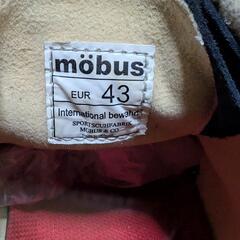 möbus
EUR 43
International bewährt
SPORTSCHUHFABRIK
MÖBUS & CO